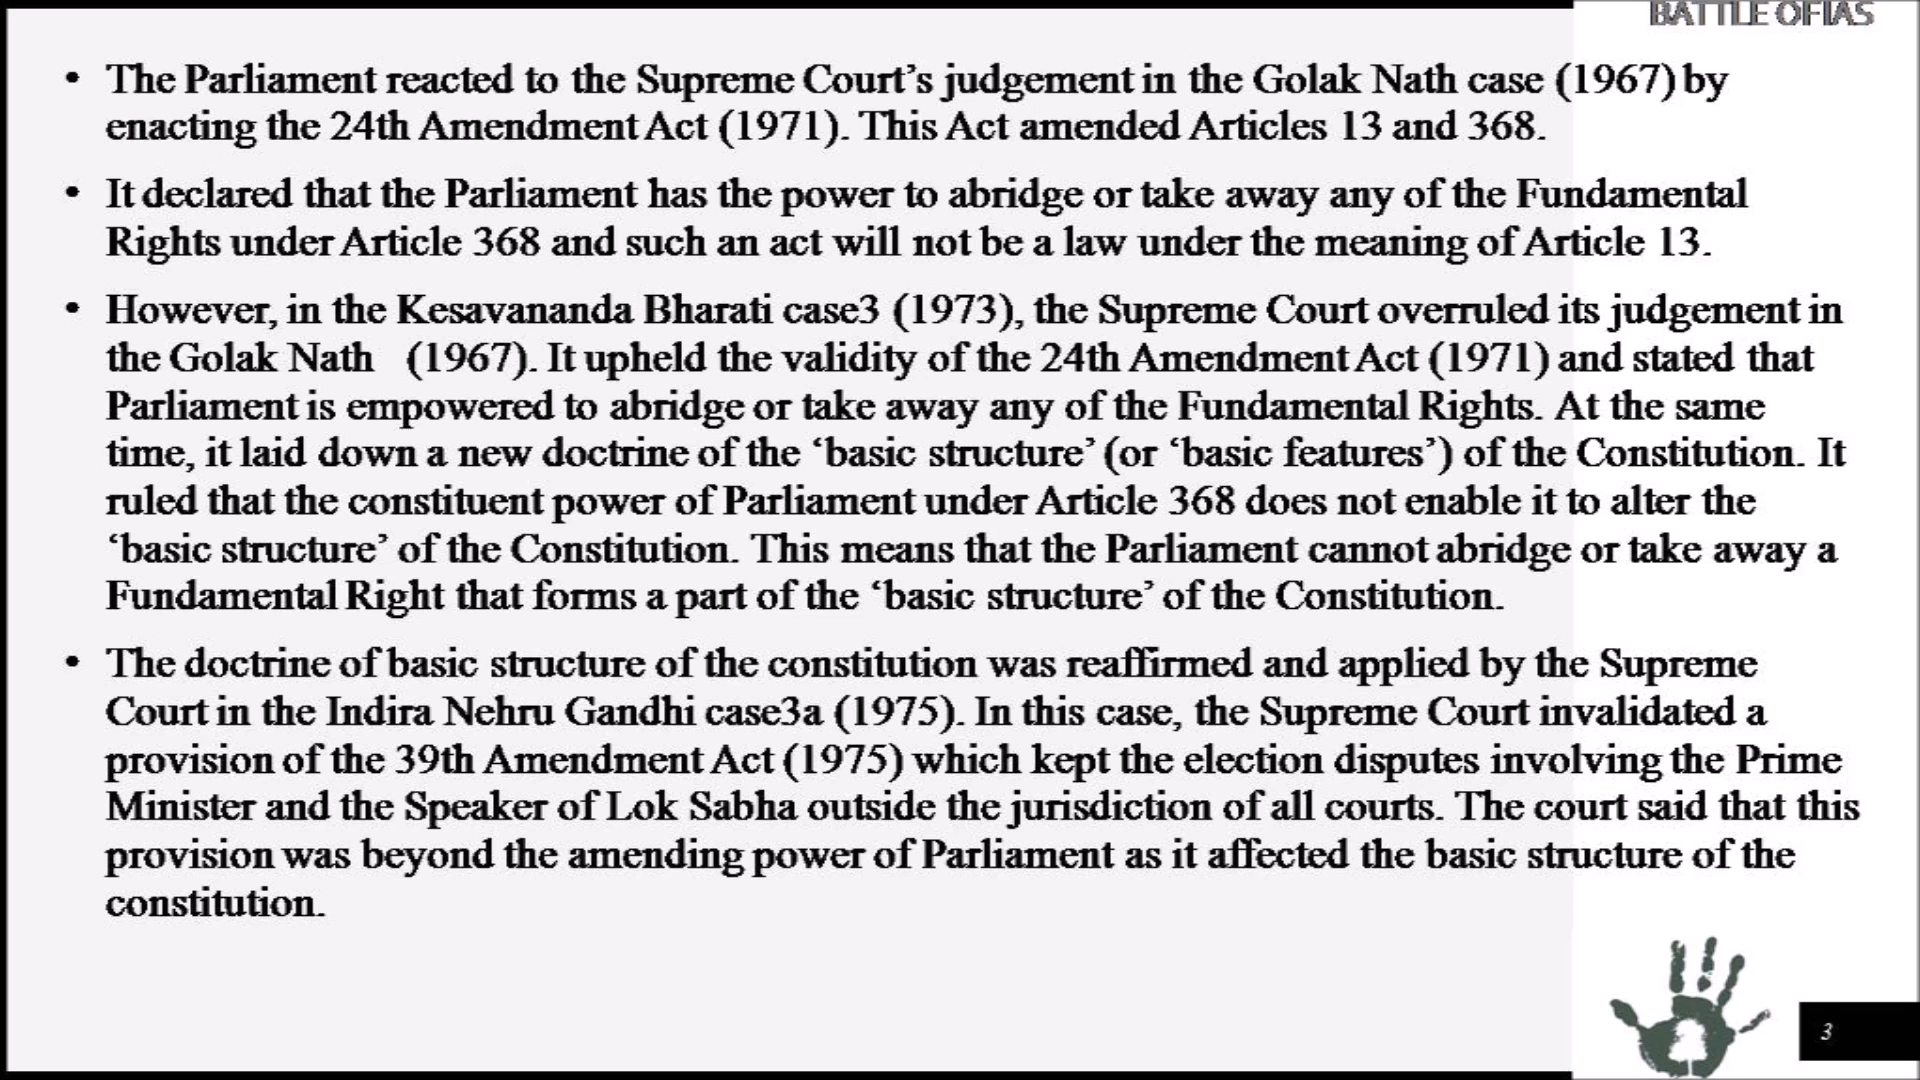 BATTLE OF IAS
• The Parliament reacted to the Supreme Court’s judgement in the Golak Nath case (1967) by
enacting the 24th Amendment Act (1971). This Act amended Articles 13 and 368.
• It declared that the Parliament has the power to abridge or take away any of the Fundamental
Rights under Article 368 and such an act will not be a law under the meaning of Article 13.
• However, in the Kesavananda Bharati case3 (1973), the Supreme Court overruled its judgement in
the Golak Nath (1967). It upheld the validity of the 24th Amendment Act (1971) and stated that
Parliament is empowered to abridge or take away any of the Fundamental Rights. At the same
time, it laid down a new doctrine of the ‘basic structure’ (or ‘basic features’) of the Constitution. It
ruled that the constituent power of Parliament under Article 368 does not enable it to alter the
‘basic structure’ of the Constitution. This means that the Parliament cannot abridge or take away a
Fundamental Right that forms a part of the ‘basic structure’ of the Constitution.
• The doctrine of basic structure of the constitution was reaffirmed and applied by the Supreme
Court in the Indira Nehru Gandhi case3a (1975). In this case, the Supreme Court invalidated a
provision of the 39th Amendment Act (1975) which kept the election disputes involving the Prime
Minister and the Speaker of Lok Sabha outside the jurisdiction of all courts. The court said that this
provision was beyond the amending power of Parliament as it affected the basic structure of the
constitution.
3